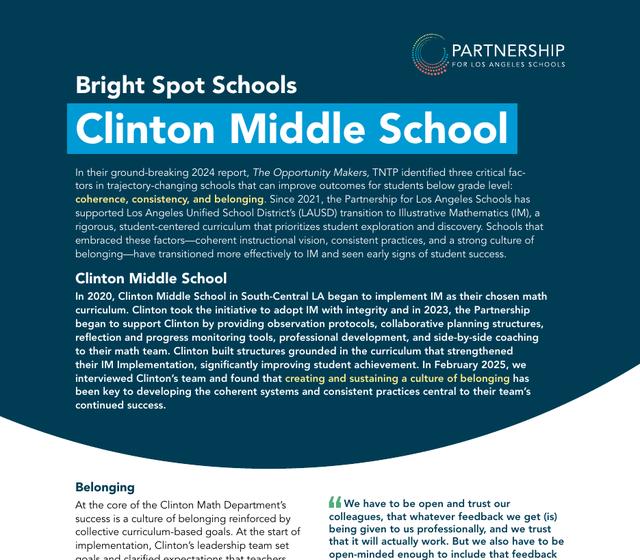 PARTNERSHIP
FOR LOS ANGELES SCHOOLS
Bright Spot Schools
Clinton Middle School
In their ground-breaking 2024 report, The Opportunity Makers, TNTP identified three critical fac-
tors in trajectory-changing schools that can improve outcomes for students below grade level:
coherence, consistency, and belonging. Since 2021, the Partnership for Los Angeles Schools has
supported Los Angeles Unified School District's (LAUSD) transition to Illustrative Mathematics (IM), a
rigorous, student-centered curriculum that prioritizes student exploration and discovery. Schools that
embraced these factors—coherent instructional vision, consistent practices, and a strong culture of
belonging—have transitioned more effectively to IM and seen early signs of student success.
Clinton Middle School
In 2020, Clinton Middle School in South-Central LA began to implement IM as their chosen math
curriculum. Clinton took the initiative to adopt IM with integrity and in 2023, the Partnership
began to support Clinton by providing observation protocols, collaborative planning structures,
reflection and progress monitoring tools, professional development, and side-by-side coaching
to their math team. Clinton built structures grounded in the curriculum that strengthened
their IM Implementation, significantly improving student achievement. In February 2025, we
interviewed Clinton's team and found that creating and sustaining a culture of belonging has
been key to developing the coherent systems and consistent practices central to their team's
continued success.
Belonging
At the core of the Clinton Math Department's
success is a culture of belonging reinforced by
collective curriculum-based goals. At the start of
implementation, Clinton's leadership team set
goals and clarified expectations that teachers
“We have to be open and trust our
colleagues, that whatever feedback we get (is)
being given to us professionally, and we trust
that it will actually work. But we also have to be
open-minded enough to include that feedback